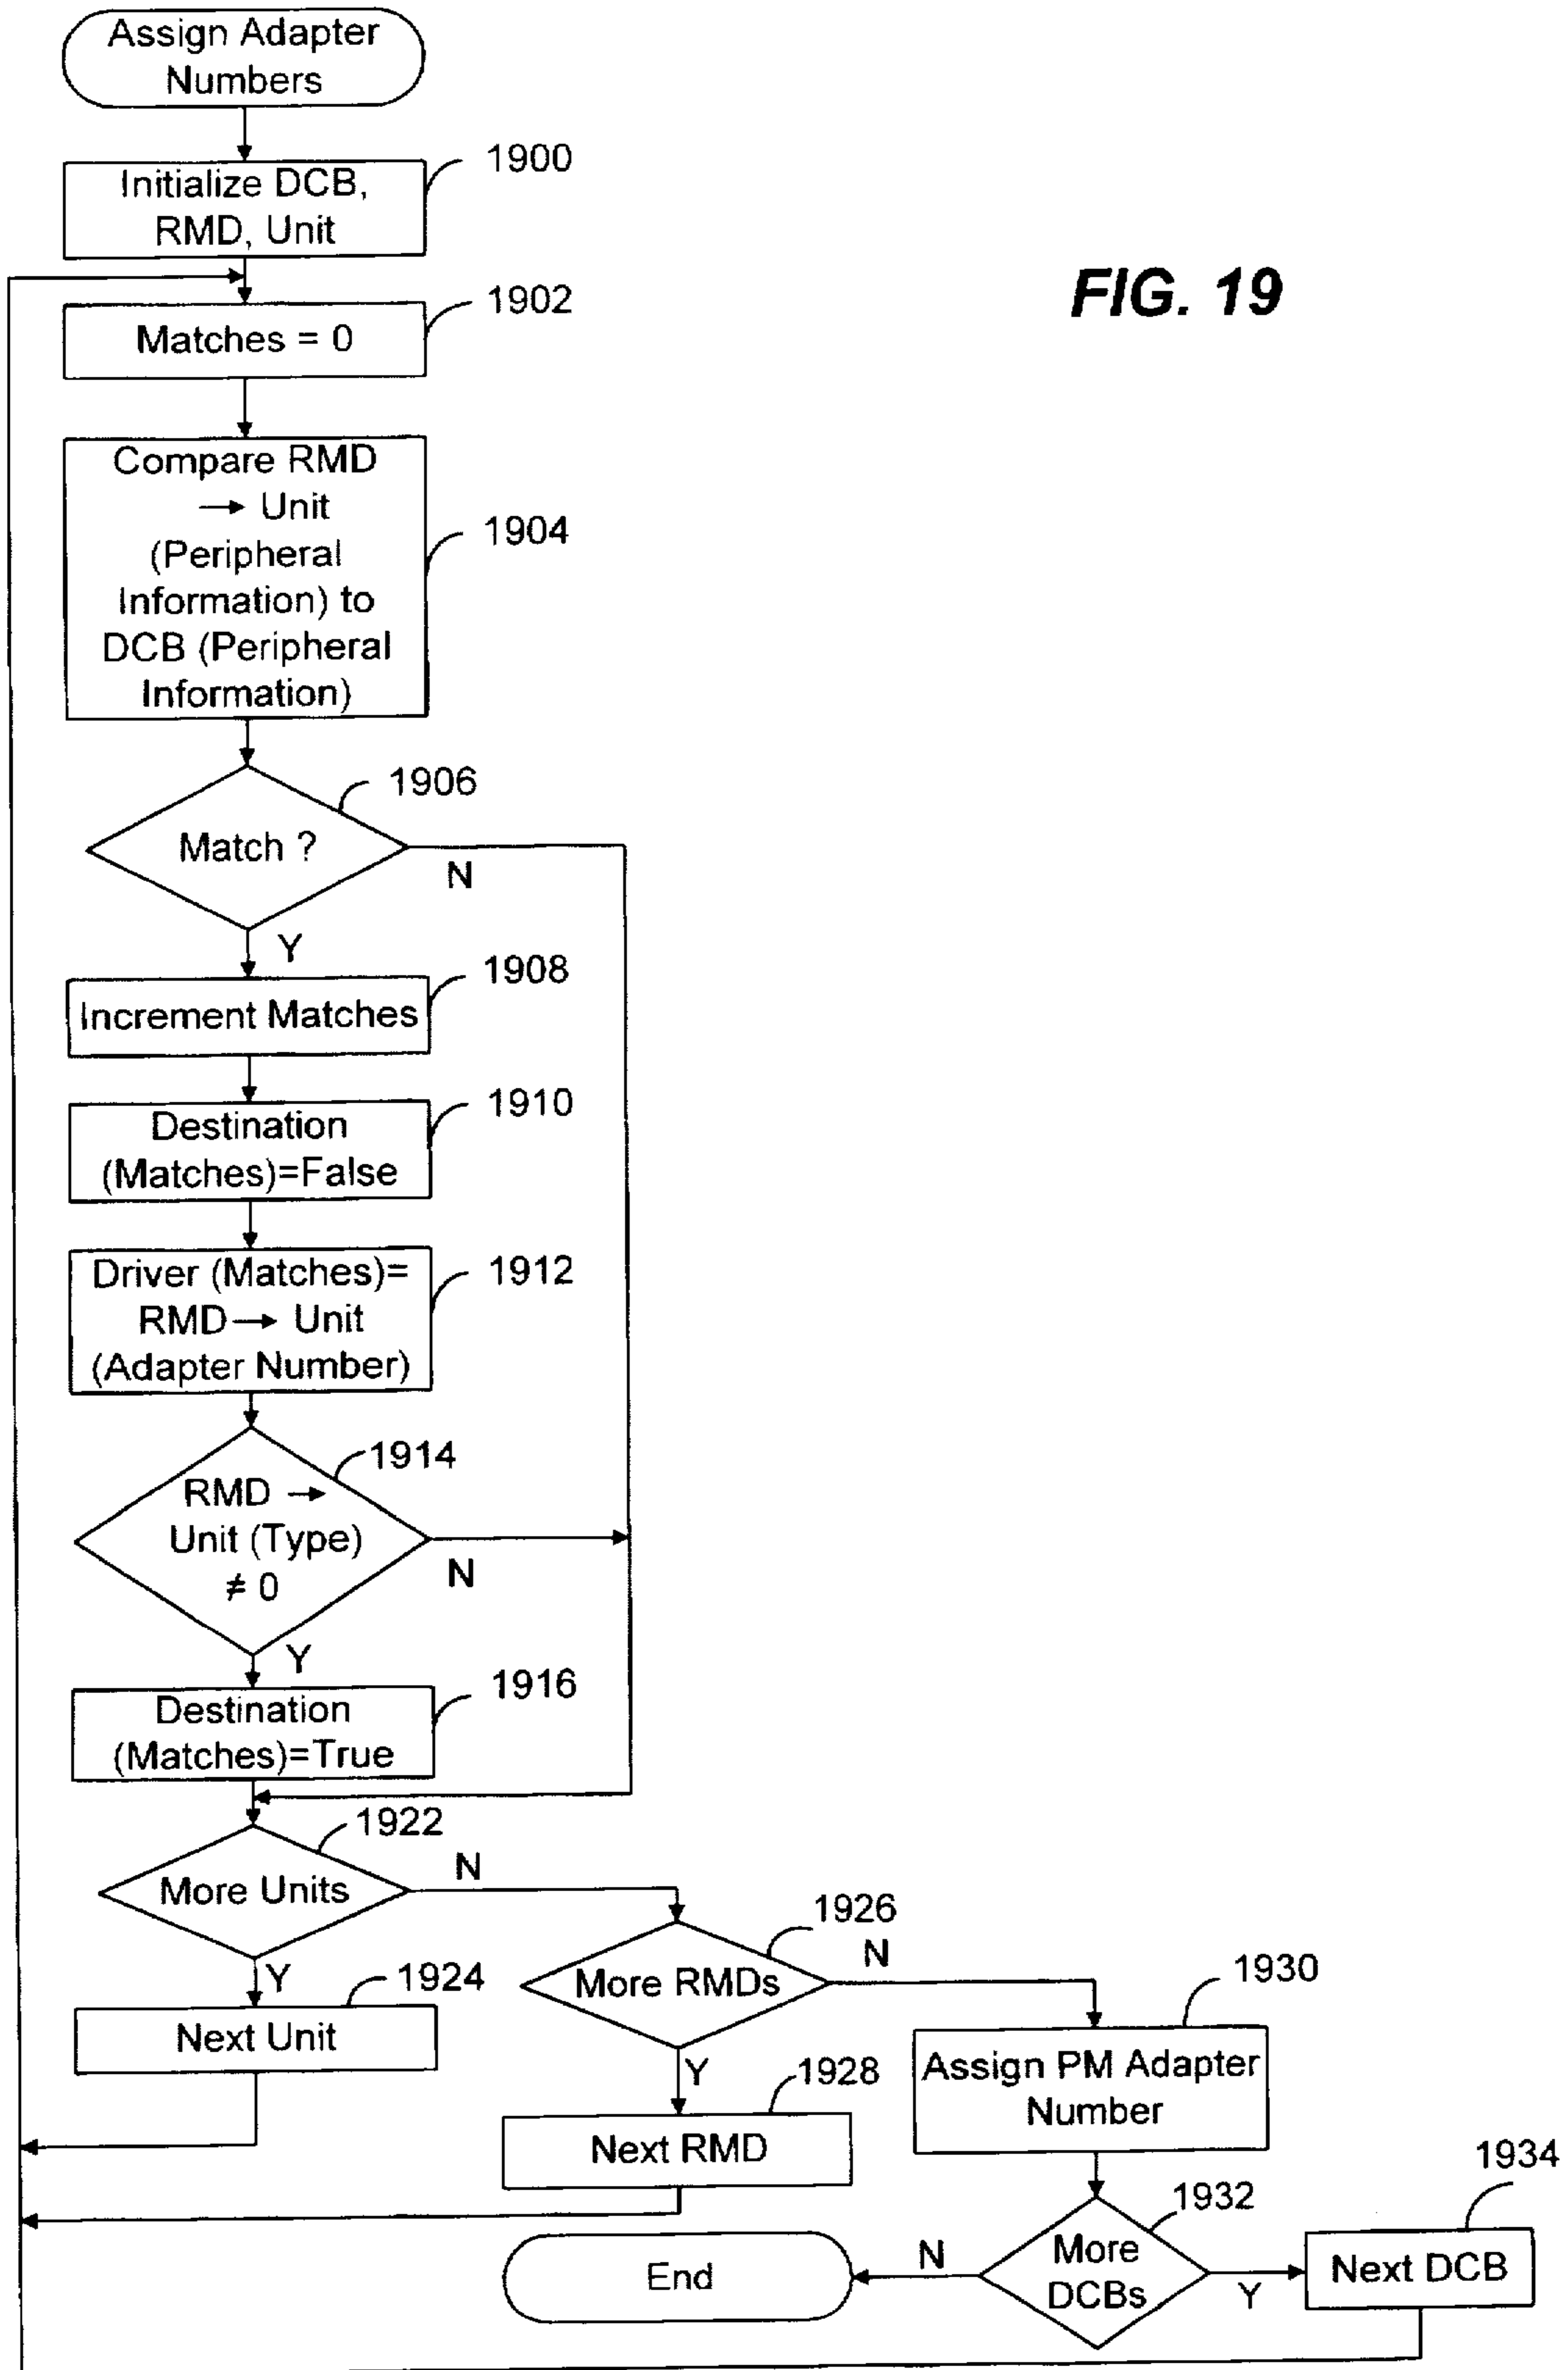 Assign Adapter
Numbers
1900
Initialize DCB,
RMD, Unit
FIG. 19
1902
Matches = 0
Compare RMD
→ Unit
(Peripheral
Information) to
DCB (Peripheral
Information)
1904
1906
Match ?
N
Y
1908
Increment Matches
1910
Destination
(Matches)=False
1912
Driver (Matches)=
RMD → Unit
(Adapter Number)
1914
RMD →
Unit (Type)
≠ 0
N
Y
1916
Destination
(Matches)=True
1922
More Units
N
Y
1924
Next Unit
1926
More RMDs
N
Y
1928
Next RMD
1930
Assign PM Adapter
Number
1932
More
DCBs
N
Y
End
1934
Next DCB